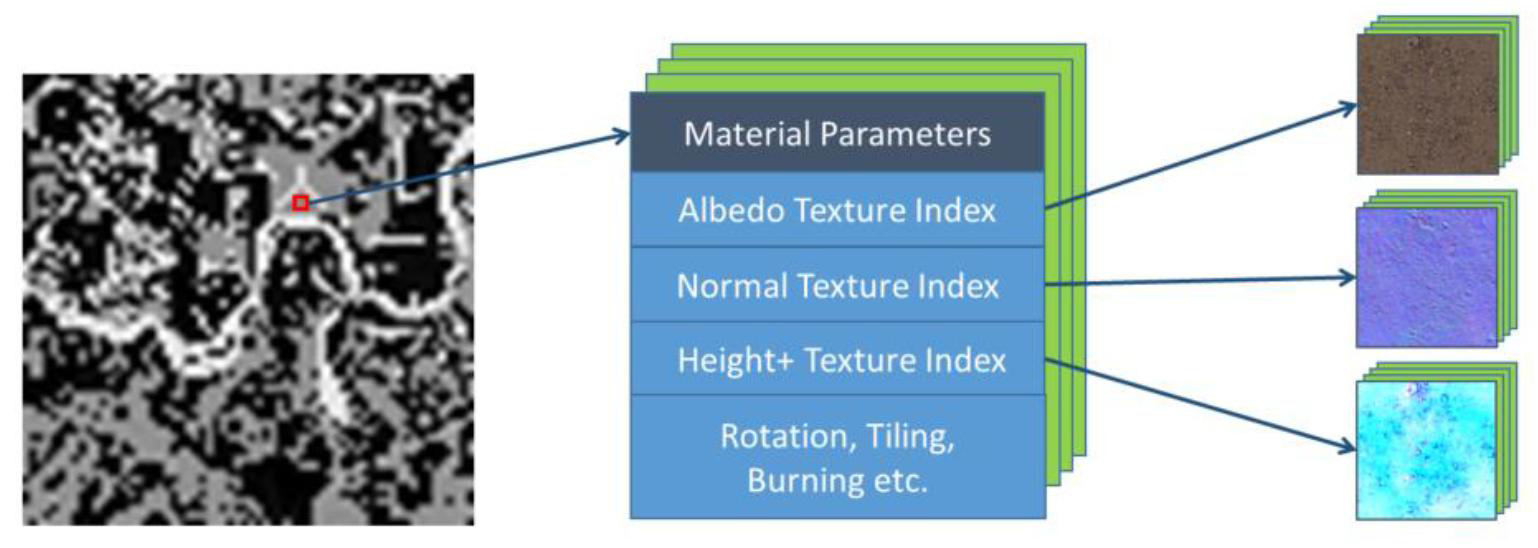 Material Parameters
Albedo Texture Index
Normal Texture Index
Height+ Texture Index
Rotation, Tiling,
Burning etc.